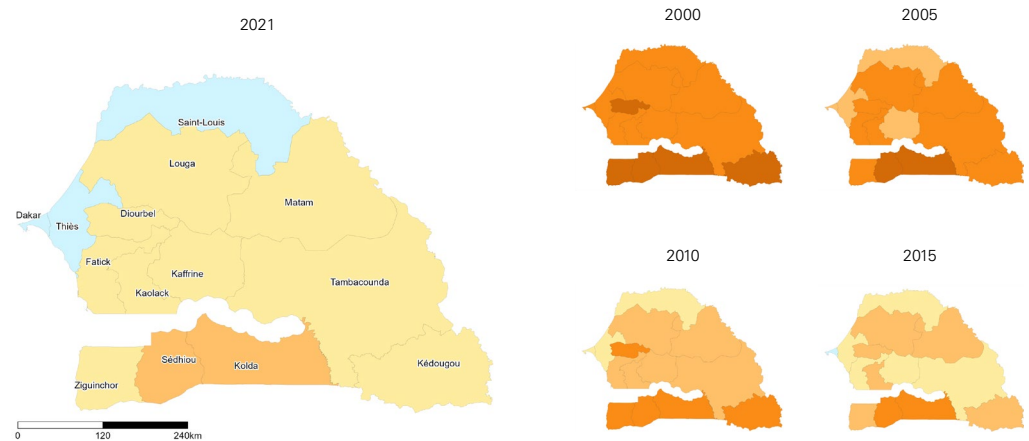 2021
Saint-Louis
Louga
Matam
Dakar
Thiès
Diourbel
Fatick
Kaffrine
Kaolack
Tambacounda
Sédhiou
Kolda
Kédougou
Ziguinchor
0 120 240km
2000
2005
2010
2015